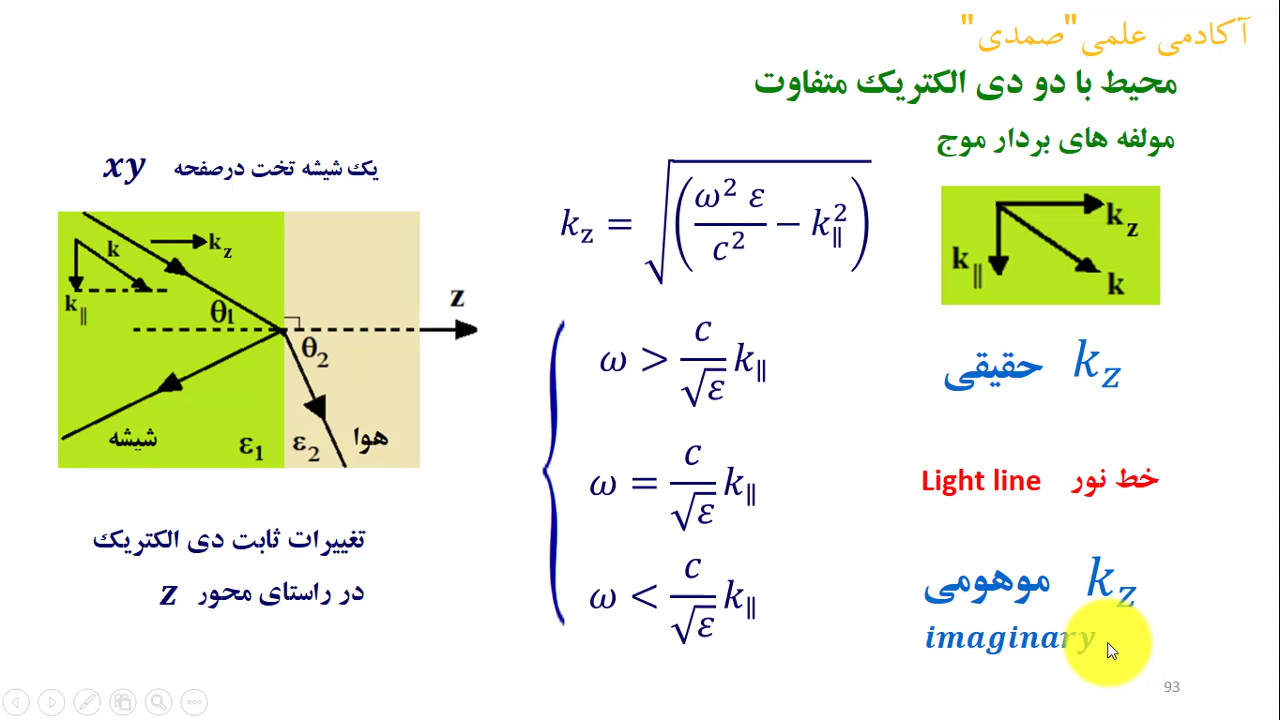 آکادمی علمی"صمدی"
محیط با دو دی الکتریک متفاوت
مولفه های بردار موج
k_z
k_∥
k
یک شیشه تخت درصفحه xy
k k_z
k_∥
θ1
z
θ2
شیشه ε1 ε2 هوا
تغییرات ثابت دی الکتریک
در راستای محور z
k_z = √(ω² ε / c² − k_∥²)
ω > c/√ε k_∥
k_z حقیقی
ω = c/√ε k_∥
خط نور Light line
ω < c/√ε k_∥
k_z موهومی
imaginary
93